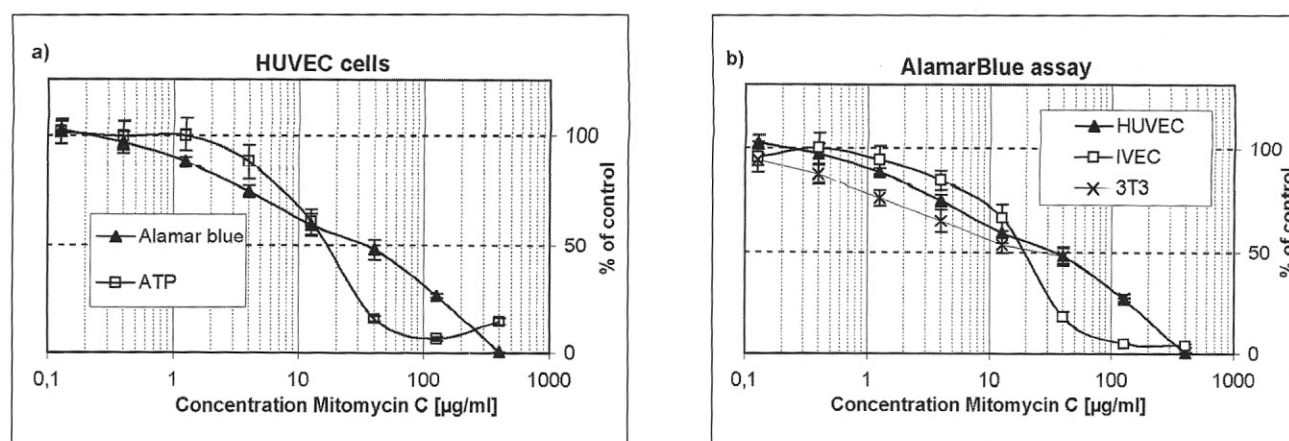 a)
HUVEC cells
100
50
0
% of control
Alamar blue
ATP
0,1 1 10 100 1000
Concentration Mitomycin C [µg/ml]
b)
AlamarBlue assay
HUVEC
IVEC
3T3
100
50
0
% of control
0,1 1 10 100 1000
Concentration Mitomycin C [µg/ml]